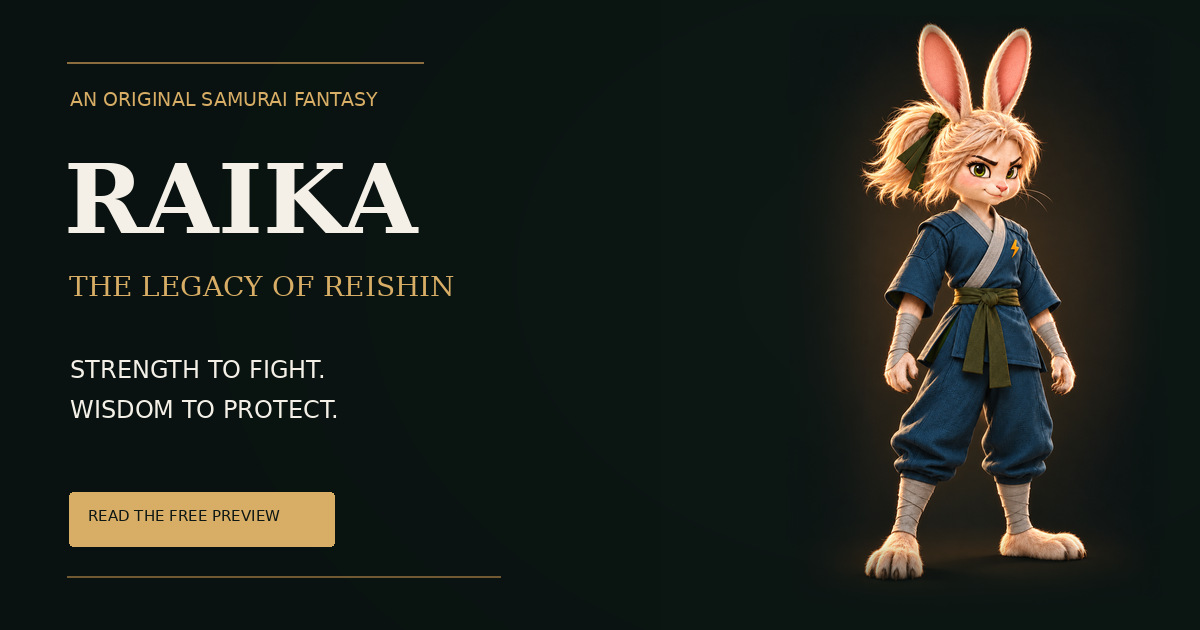 AN ORIGINAL SAMURAI FANTASY
RAIKA
THE LEGACY OF REISHIN
STRENGTH TO FIGHT.
WISDOM TO PROTECT.
READ THE FREE PREVIEW